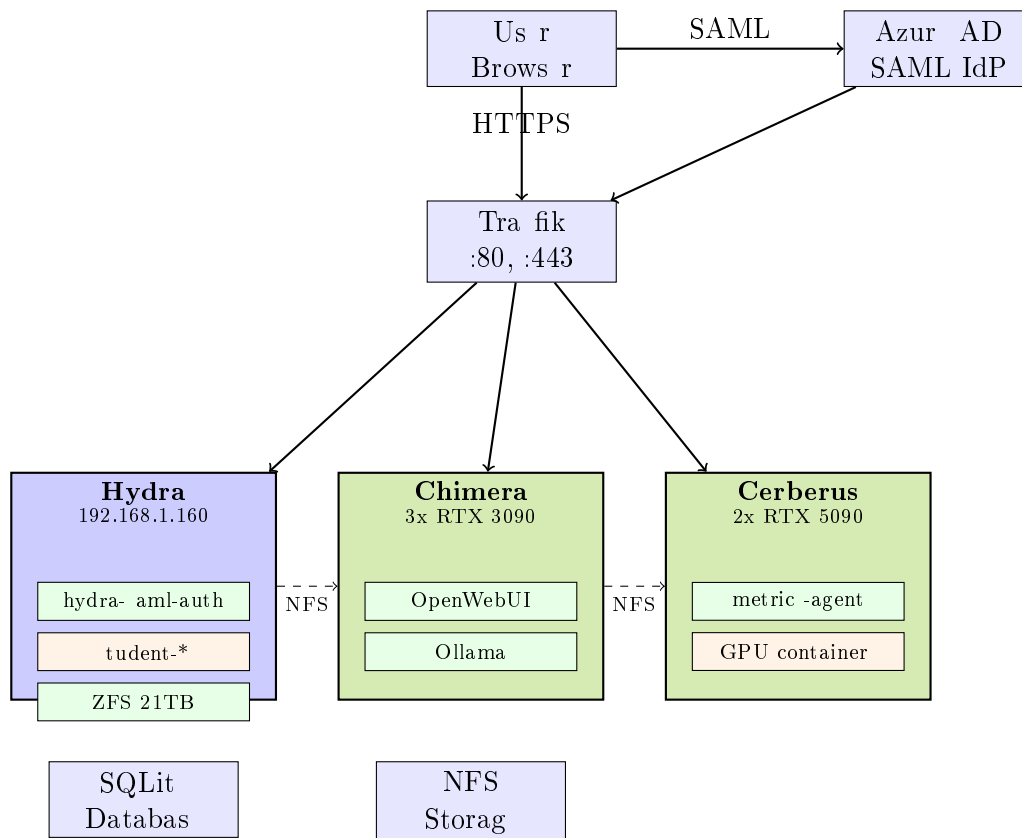 Us r
Brows r
SAML
Azur  AD
SAML IdP
HTTPS
Tra fik
:80, :443
Hydra
192.168.1.160
hydra- aml-auth
tudent-*
ZFS 21TB
NFS
Chimera
3x RTX 3090
OpenWebUI
Ollama
NFS
Cerberus
2x RTX 5090
metric -agent
GPU container
SQLit
Databas
NFS
Storag